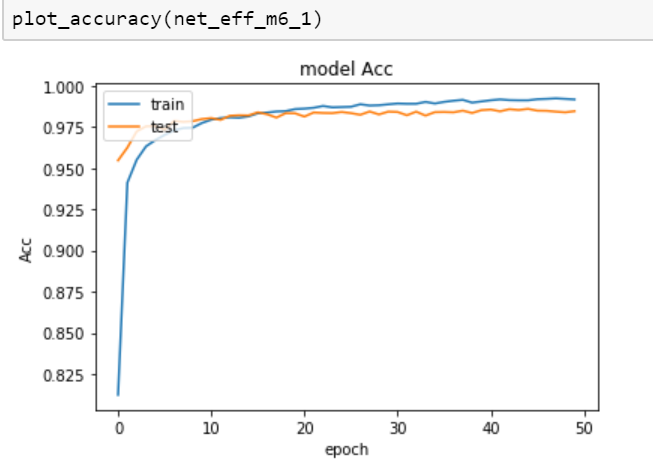 plot_accuracy(net_eff_m6_1)
model Acc
1.000
0.975
0.950
0.925
0.900
0.875
0.850
0.825
Acc
train
test
0 10 20 30 40 50
epoch